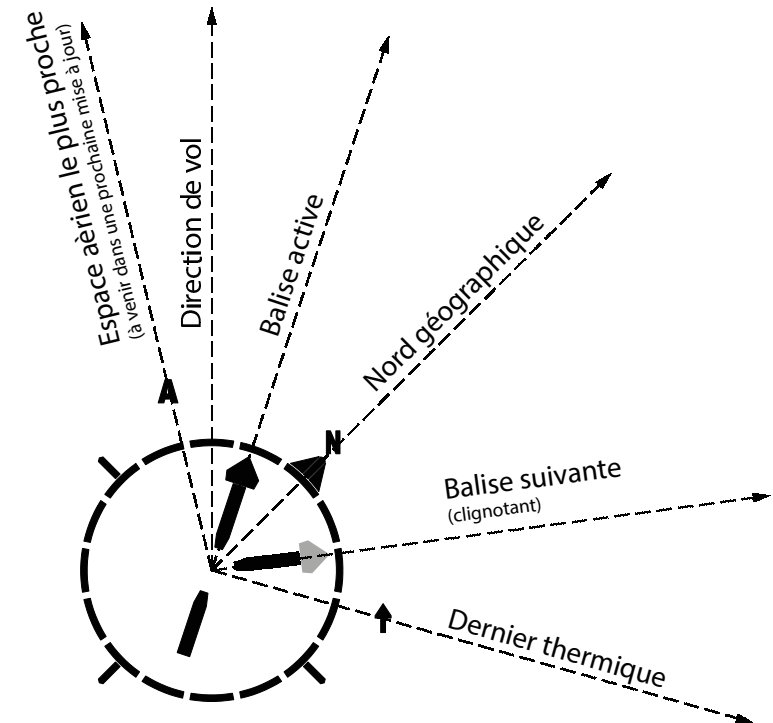 Espace aèrien le plus proche
(à venir dans une prochaine mise à jour)
Direction de vol
Balise active
Nord géographique
A
N
Balise suivante
(clignotant)
Dernier thermique